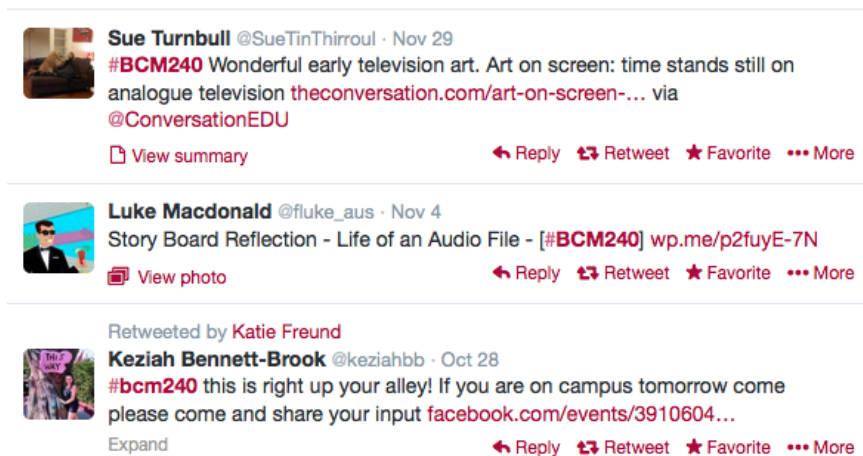 Sue Turnbull @SueTinThirroul · Nov 29
#BCM240 Wonderful early television art. Art on screen: time stands still on
analogue television theconversation.com/art-on-screen-… via
@ConversationEDU
View summary Reply Retweet Favorite More
Luke Macdonald @fluke_aus · Nov 4
Story Board Reflection - Life of an Audio File - [#BCM240] wp.me/p2fuyE-7N
View photo Reply Retweet Favorite More
Retweeted by Katie Freund
THIS
WAY
Keziah Bennett-Brook @keziahbb · Oct 28
#bcm240 this is right up your alley! If you are on campus tomorrow come
please come and share your input facebook.com/events/3910604…
Expand Reply Retweet Favorite More